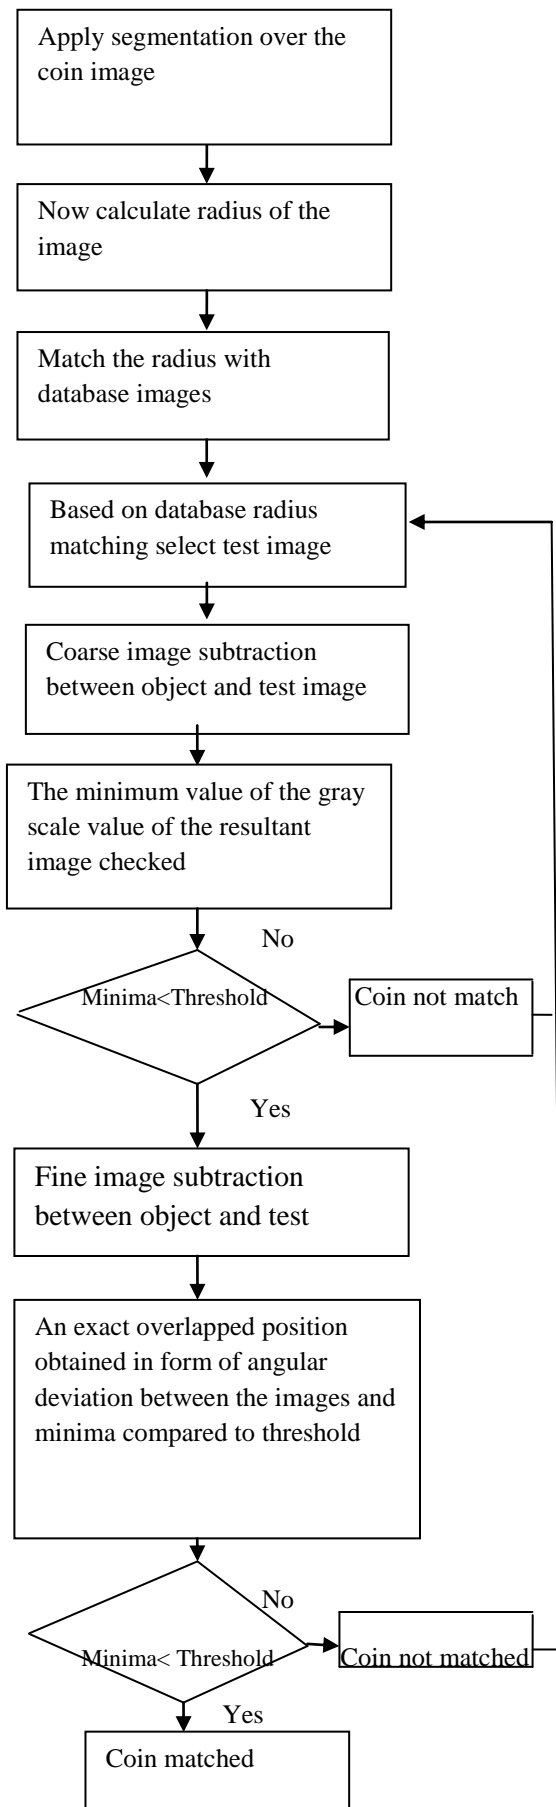 Apply segmentation over the
coin image
Now calculate radius of the
image
Match the radius with
database images
Based on database radius
matching select test image
Coarse image subtraction
between object and test image
The minimum value of the gray
scale value of the resultant
image checked
No
Minima<Threshold
Coin not match
Yes
Fine image subtraction
between object and test
An exact overlapped position
obtained in form of angular
deviation between the images and
minima compared to threshold
No
Minima< Threshold
Coin not matched
Yes
Coin matched